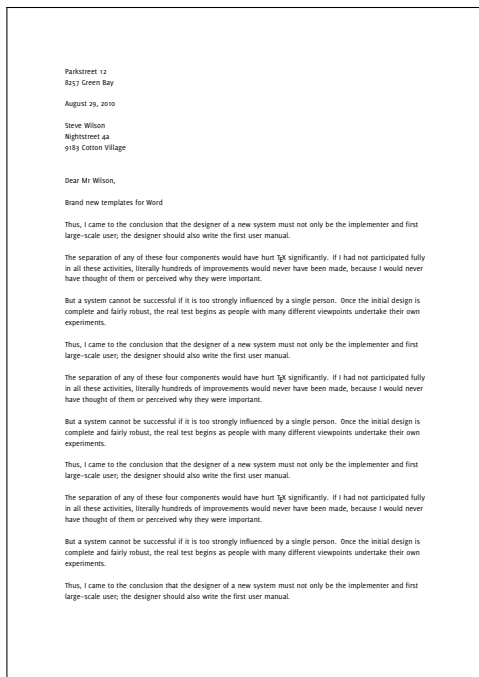 Parkstreet 12
8257 Green Bay
August 29, 2010
Steve Wilson
Nightstreet 4a
9183 Cotton Village
Dear Mr Wilson,
Brand new templates for Word
Thus, I came to the conclusion that the designer of a new system must not only be the implementer and first
large-scale user; the designer should also write the first user manual.
The separation of any of these four components would have hurt TEX significantly. If I had not participated fully
in all these activities, literally hundreds of improvements would never have been made, because I would never
have thought of them or perceived why they were important.
But a system cannot be successful if it is too strongly influenced by a single person. Once the initial design is
complete and fairly robust, the real test begins as people with many different viewpoints undertake their own
experiments.
Thus, I came to the conclusion that the designer of a new system must not only be the implementer and first
large-scale user; the designer should also write the first user manual.
The separation of any of these four components would have hurt TEX significantly. If I had not participated fully
in all these activities, literally hundreds of improvements would never have been made, because I would never
have thought of them or perceived why they were important.
But a system cannot be successful if it is too strongly influenced by a single person. Once the initial design is
complete and fairly robust, the real test begins as people with many different viewpoints undertake their own
experiments.
Thus, I came to the conclusion that the designer of a new system must not only be the implementer and first
large-scale user; the designer should also write the first user manual.
The separation of any of these four components would have hurt TEX significantly. If I had not participated fully
in all these activities, literally hundreds of improvements would never have been made, because I would never
have thought of them or perceived why they were important.
But a system cannot be successful if it is too strongly influenced by a single person. Once the initial design is
complete and fairly robust, the real test begins as people with many different viewpoints undertake their own
experiments.
Thus, I came to the conclusion that the designer of a new system must not only be the implementer and first
large-scale user; the designer should also write the first user manual.